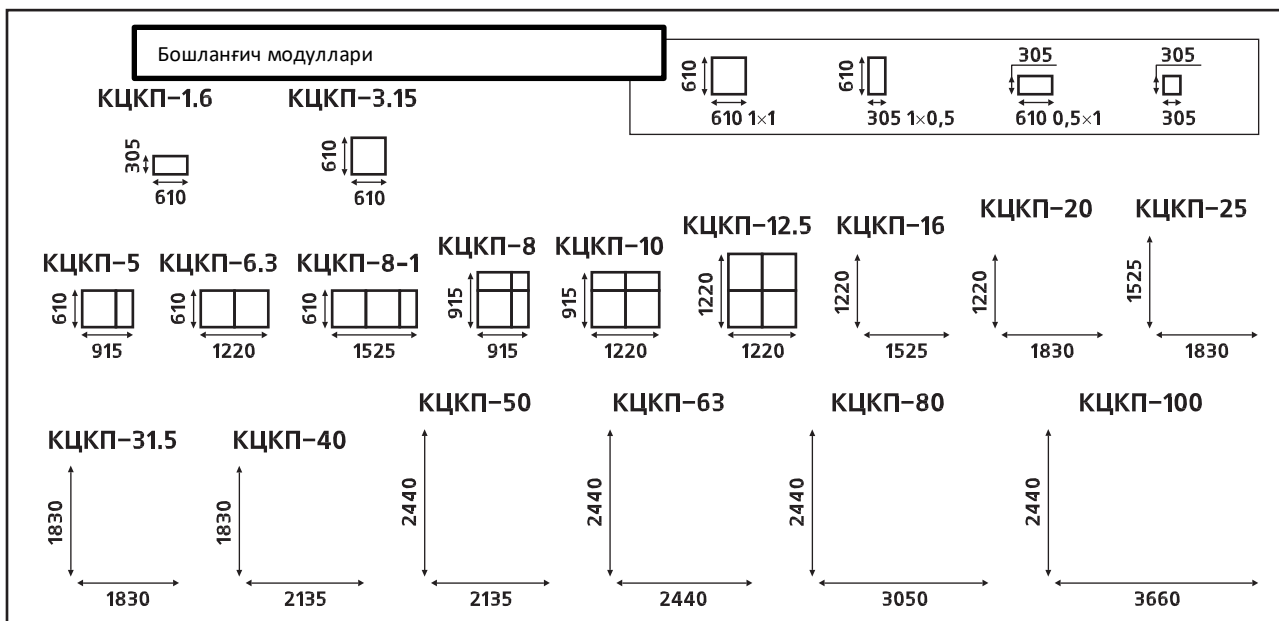 Бошланғич модуллари
610
610 1×1
610
305 1×0,5
305
610 0,5×1
305
305
КЦКП-1.6
305
610
КЦКП-3.15
610
610
КЦКП-5
610
915
КЦКП-6.3
610
1220
КЦКП-8-1
610
1525
КЦКП-8
915
915
КЦКП-10
915
1220
КЦКП-12.5
1220
1220
КЦКП-16
1220
1525
КЦКП-20
1220
1830
КЦКП-25
1525
1830
КЦКП-31.5
1830
1830
КЦКП-40
1830
2135
КЦКП-50
2440
2135
КЦКП-63
2440
2440
КЦКП-80
2440
3050
КЦКП-100
2440
3660